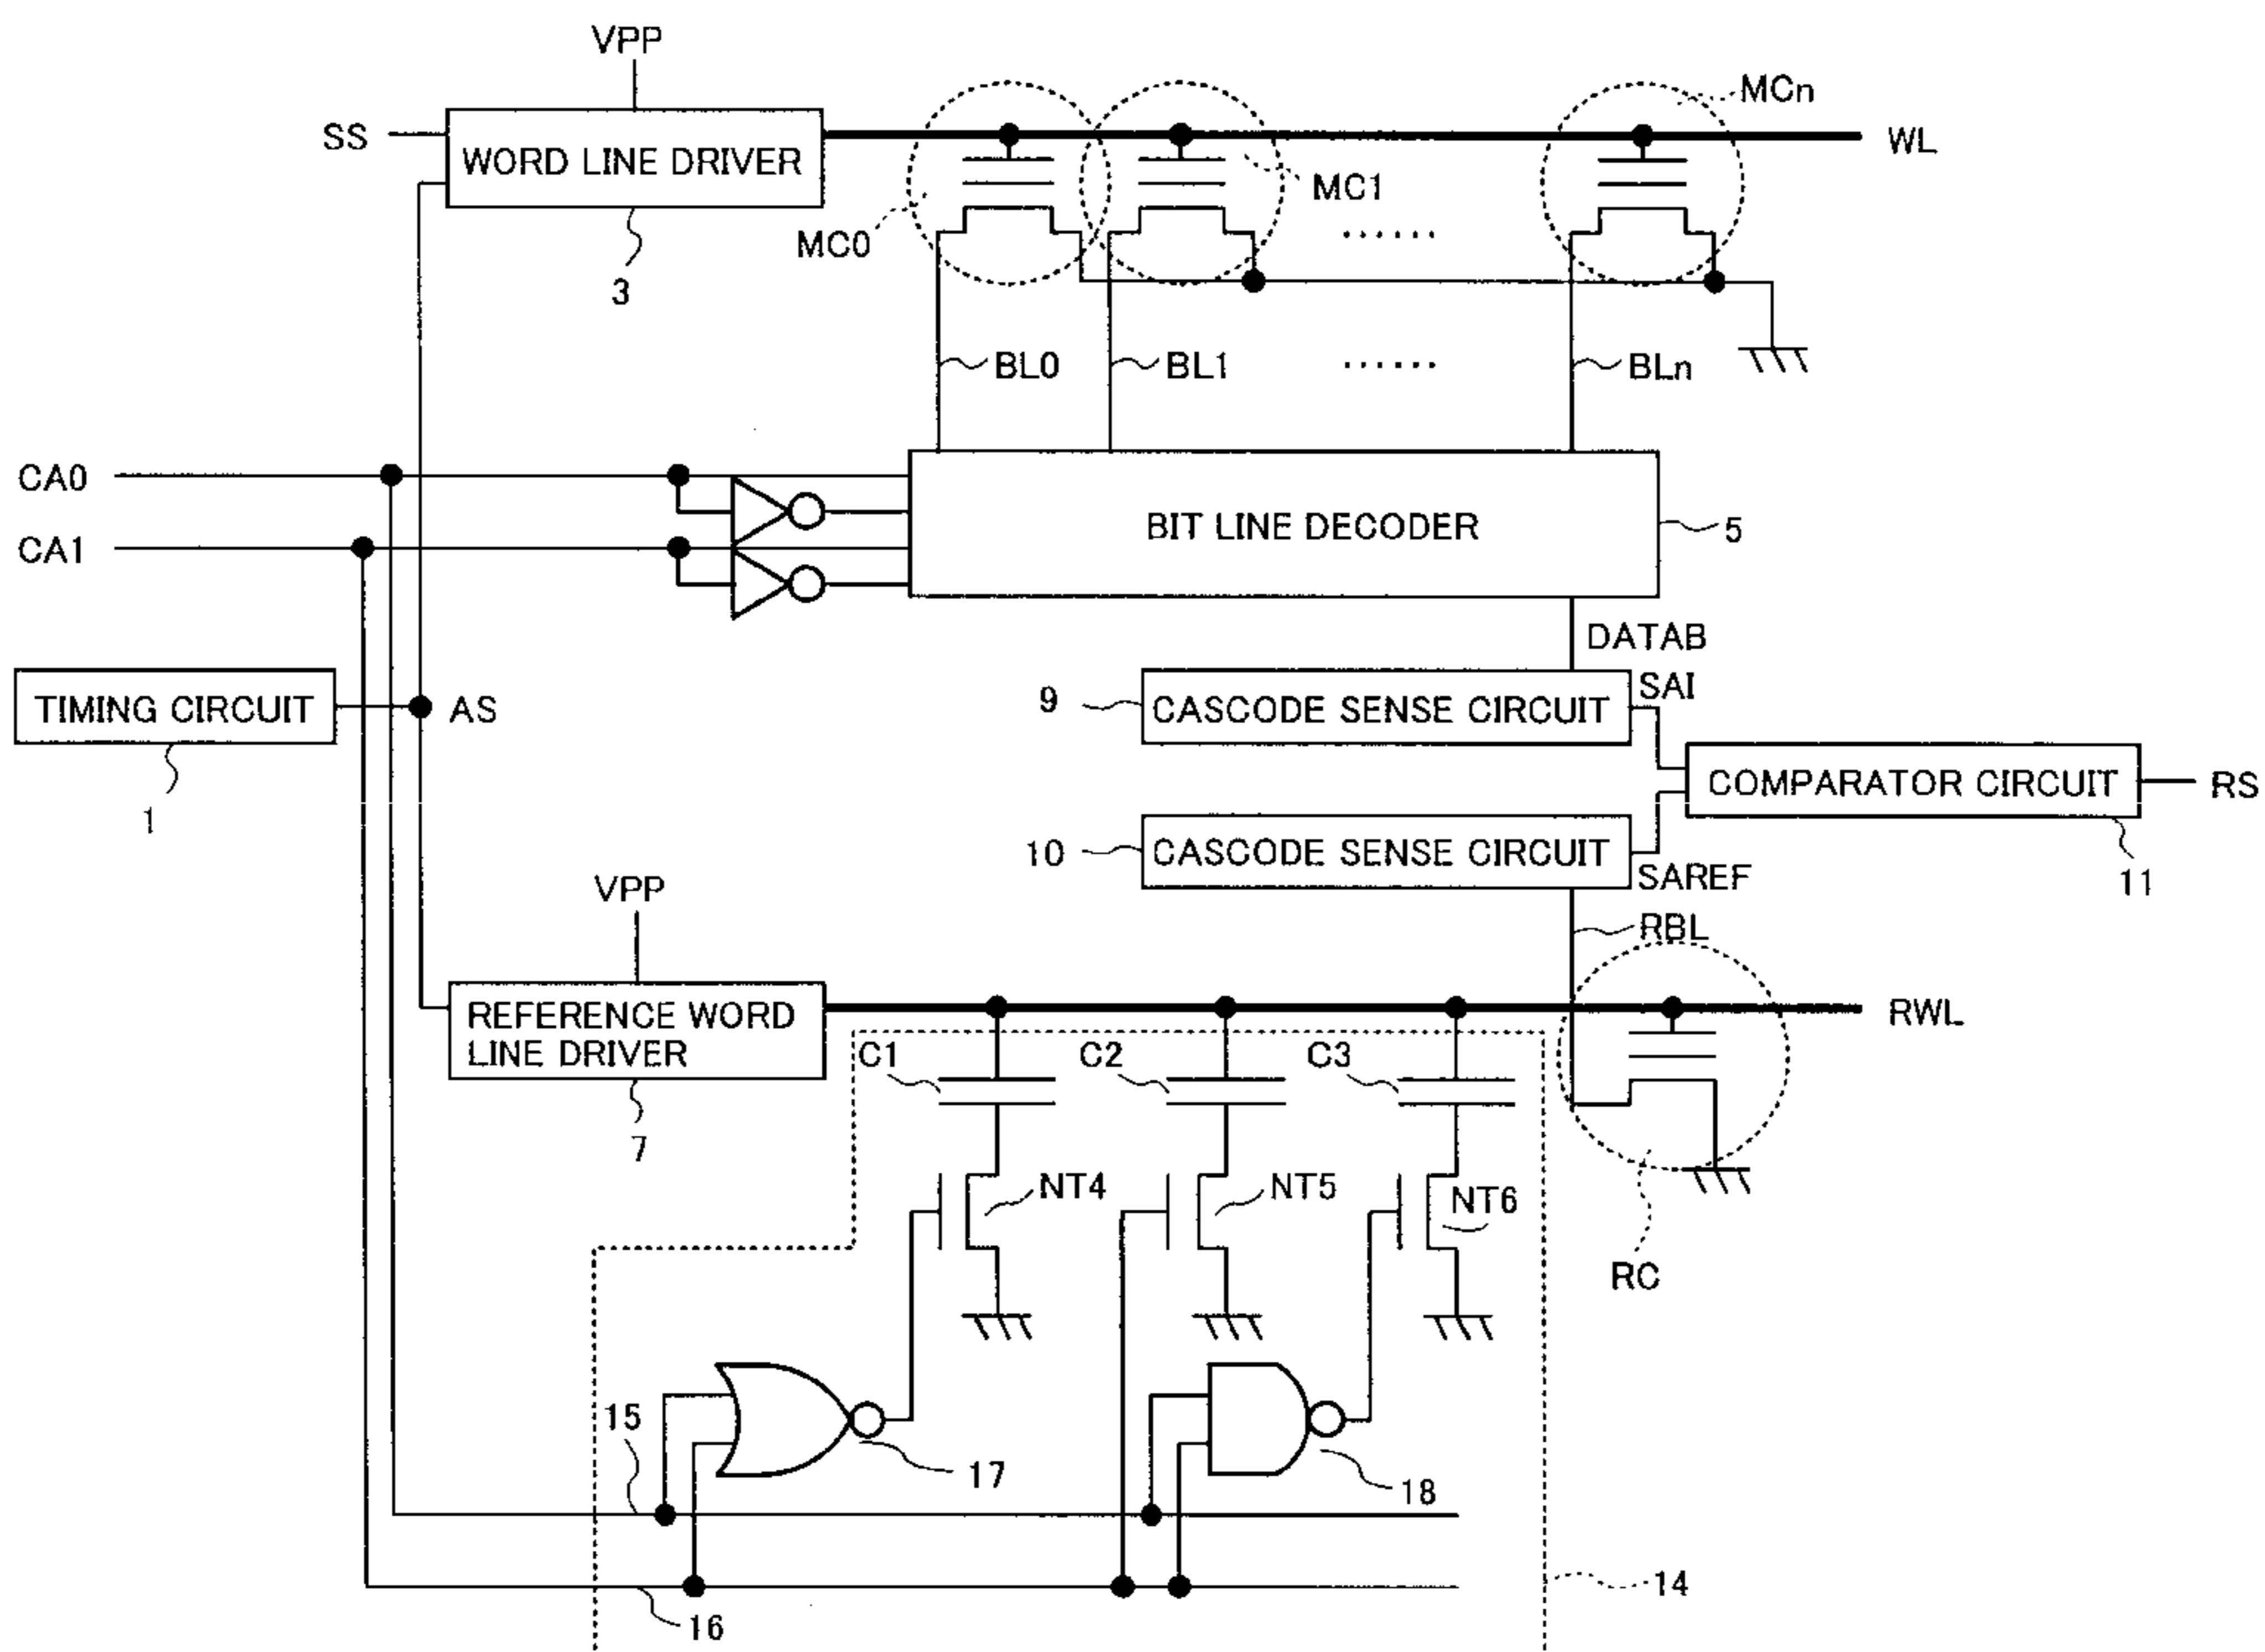 VPP
MCn
SS
WORD LINE DRIVER
WL
MC1
MC0
3
BL0
BL1
BLn
CA0
BIT LINE DECODER
5
CA1
DATAB
TIMING CIRCUIT
AS
9
CASCODE SENSE CIRCUIT
SAI
COMPARATOR CIRCUIT
RS
1
10
CASCODE SENSE CIRCUIT
SAREF
11
VPP
RBL
REFERENCE WORD
LINE DRIVER
RWL
C1
C2
C3
7
NT4
NT5
NT6
RC
15
17
18
14
16